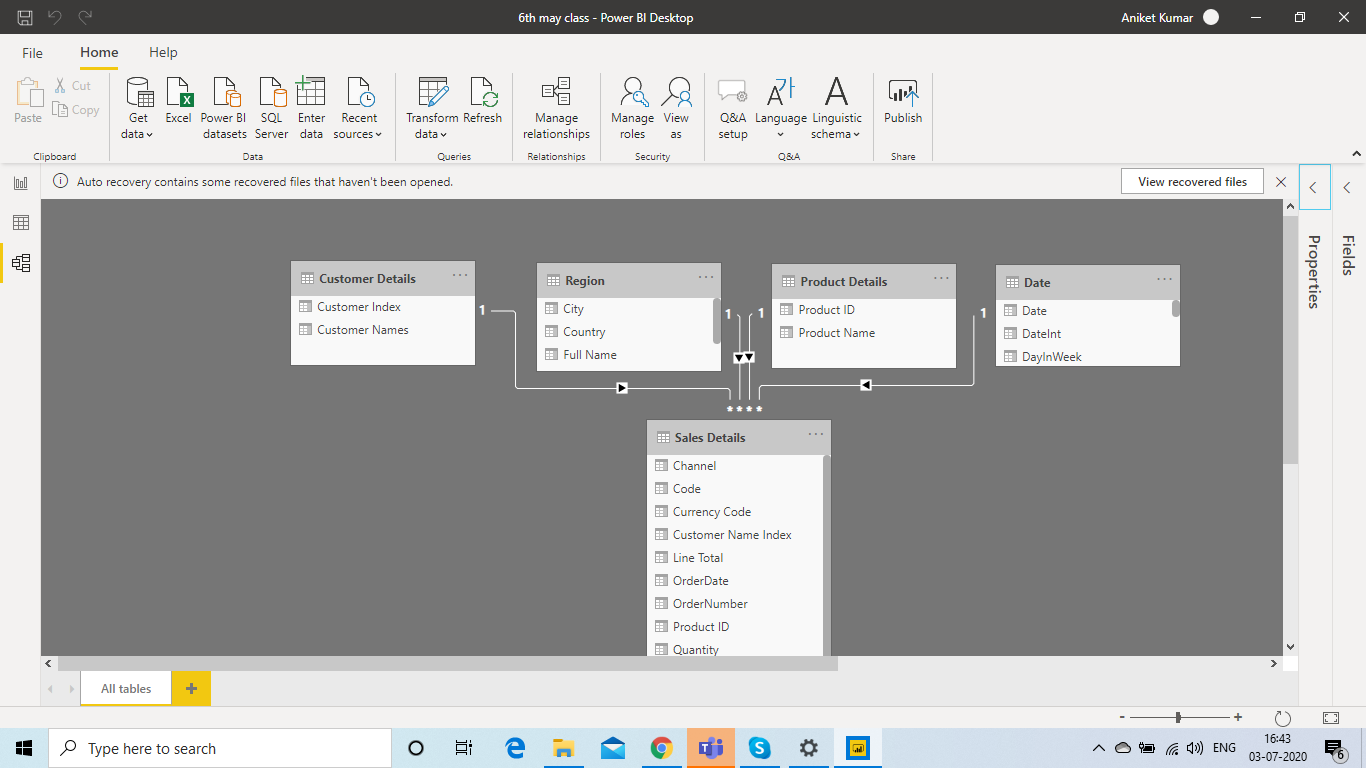 6th may class - Power BI Desktop
Aniket Kumar
File
Home
Help
Paste
Cut
Copy
Clipboard
Get data
Excel
Power BI datasets
SQL Server
Enter data
Recent sources
Data
Transform data
Refresh
Queries
Manage relationships
Relationships
Manage roles
View as
Security
Q&A setup
Language
Linguistic schema
Q&A
Publish
Share
Auto recovery contains some recovered files that haven't been opened.
View recovered files
Properties
Fields
Customer Details
Customer Index
Customer Names
1
Region
City
Country
Full Name
1
1
Product Details
Product ID
Product Name
1
Date
Date
DateInt
DayInWeek
* * * *
Sales Details
Channel
Code
Currency Code
Customer Name Index
Line Total
OrderDate
OrderNumber
Product ID
Quantity
All tables
+
- +
Type here to search
ENG
16:43
03-07-2020
6